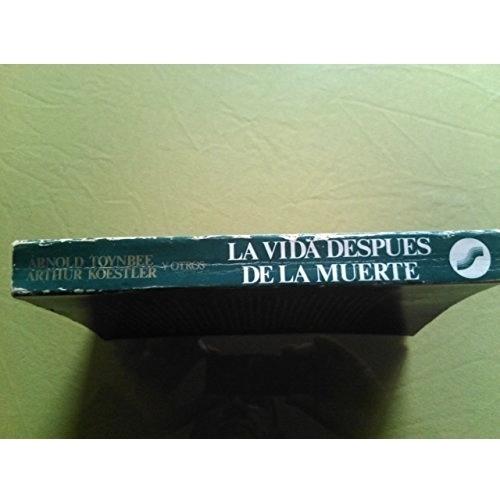 ARNOLD TOYNBEE
ARTHUR KOESTLER
Y OTROS
LA VIDA DESPUES
DE LA MUERTE